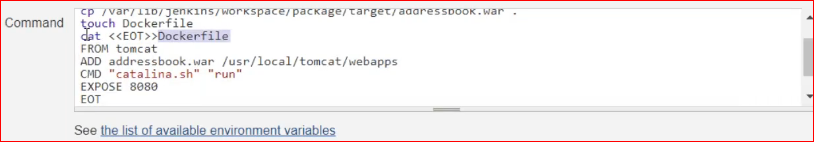 Command
cp /var/lib/jenkins/workspace/package/target/addressbook.war .
touch Dockerfile
cat <<EOT>>Dockerfile
FROM tomcat
ADD addressbook.war /usr/local/tomcat/webapps
CMD "catalina.sh" "run"
EXPOSE 8080
EOT
See the list of available environment variables